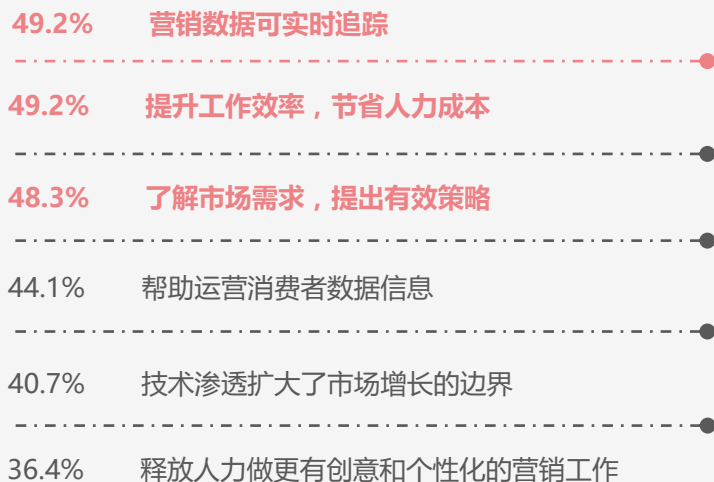 49.2% 营销数据可实时追踪
49.2% 提升工作效率，节省人力成本
48.3% 了解市场需求，提出有效策略
44.1% 帮助运营消费者数据信息
40.7% 技术渗透扩大了市场增长的边界
36.4% 释放人力做更有创意和个性化的营销工作